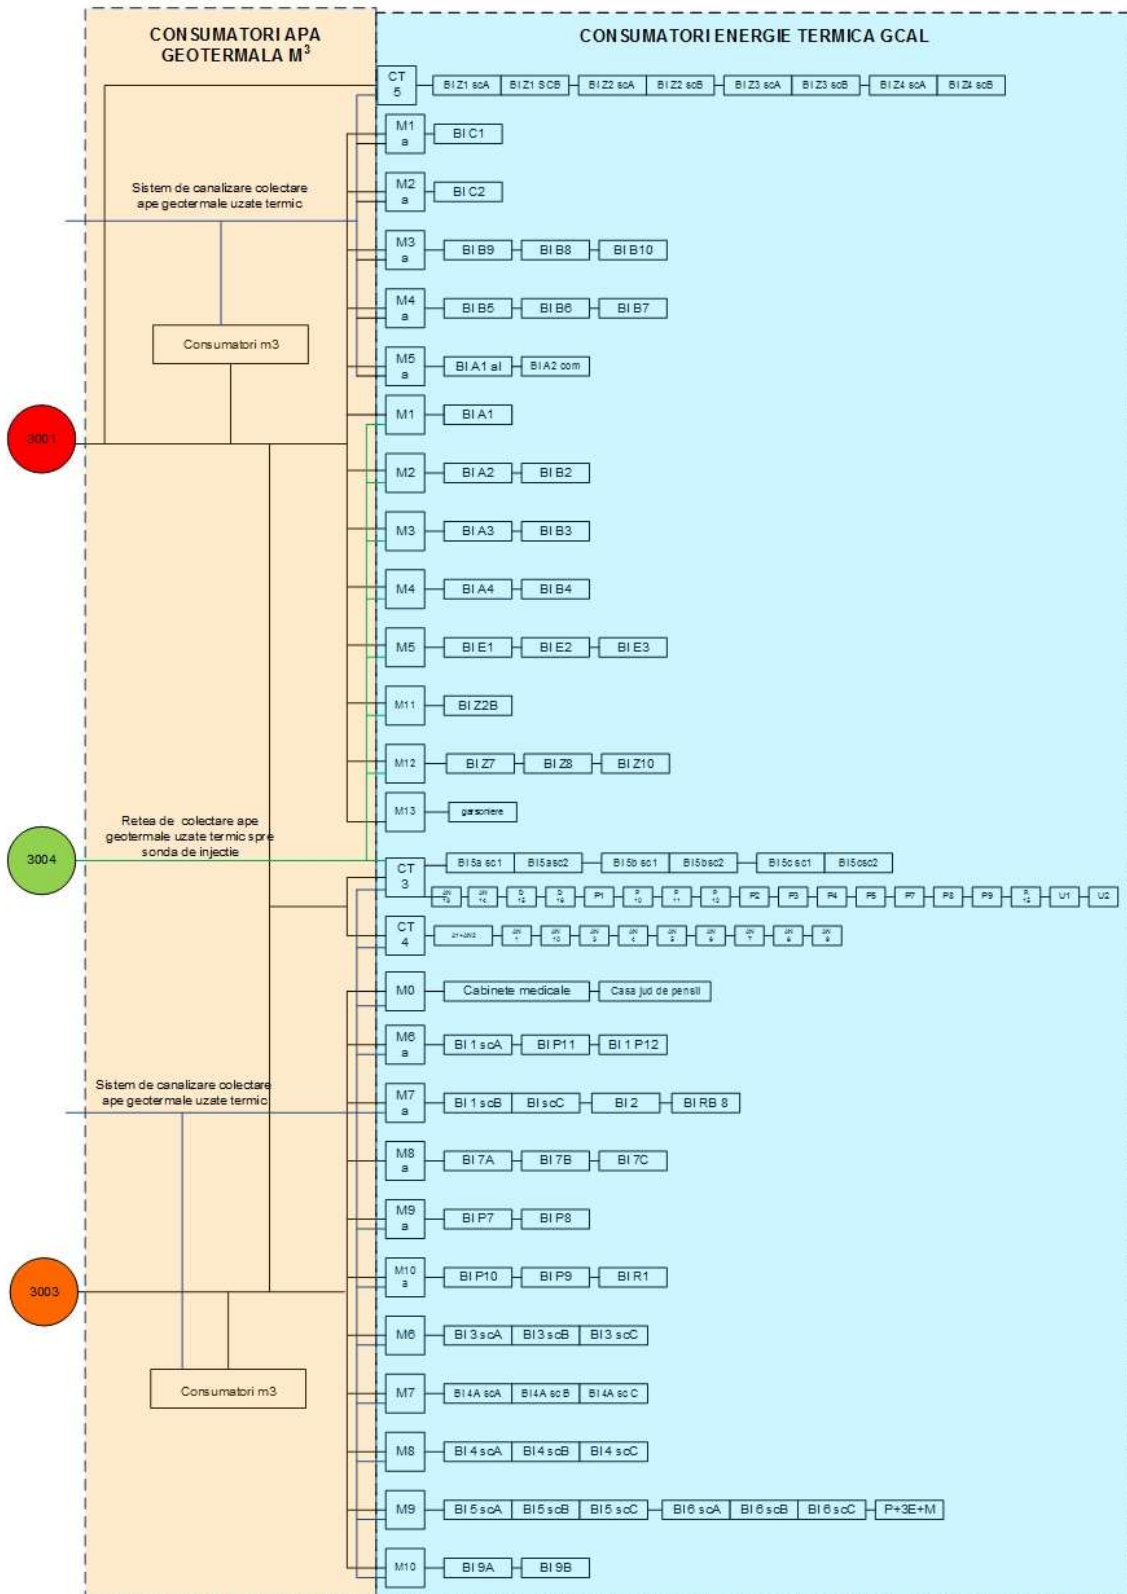 CONSUMATORI APA
GEOTERMALA M³
CONSUMATORI ENERGIE TERMICA GCAL
CT
5
BI Z1 scA BI Z1 SCB BI Z2 scA BI Z2 scB BI Z3 scA BI Z3 scB BI Z4 scA BI Z4 scB
M1
a
BI C1
Sistem de canalizare colectare
ape geotermale uzate termic
M2
a
BI C2
M3
a
BI B9 BI B8 BI B10
M4
a
BI B5 BI B6 BI B7
Consumatori m3
M5
a
BI A1 al BI A2 com
3001
M1 BI A1
M2 BI A2 BI B2
M3 BI A3 BI B3
M4 BI A4 BI B4
M5 BI E1 BI E2 BI E3
M11 BI Z2B
M12 BI Z7 BI Z8 BI Z10
M13 garsoniere
Retea de colectare ape
geotermale uzate termic spre
sonda de injectie
3004
CT
3
BI 5a sc1 BI 5a sc2 BI 5b sc1 BI 5b sc2 BI 5c sc1 BI 5c sc2
P1 P2 P3 P4 P5 P7 P8 P9 U1 U2
CT
4
M0 Cabinete medicale Casa jud de pensii
M6
a
BI 1 scA BI P11 BI 1 P12
Sistem de canalizare colectare
ape geotermale uzate termic
M7
a
BI 1 scB BI scC BI 2 BI RB 8
M8
a
BI 7A BI 7B BI 7C
M9
a
BI P7 BI P8
M10
a
BI P10 BI P9 BI R1
3003
M6 BI 3 scA BI 3 scB BI 3 scC
Consumatori m3
M7 BI 4A scA BI 4A sc B BI 4A sc C
M8 BI 4 scA BI 4 scB BI 4 scC
M9 BI 5 scA BI 5 scB BI 5 scC BI 6 scA BI 6 scB BI 6 scC P+3E+M
M10 BI 9A BI 9B